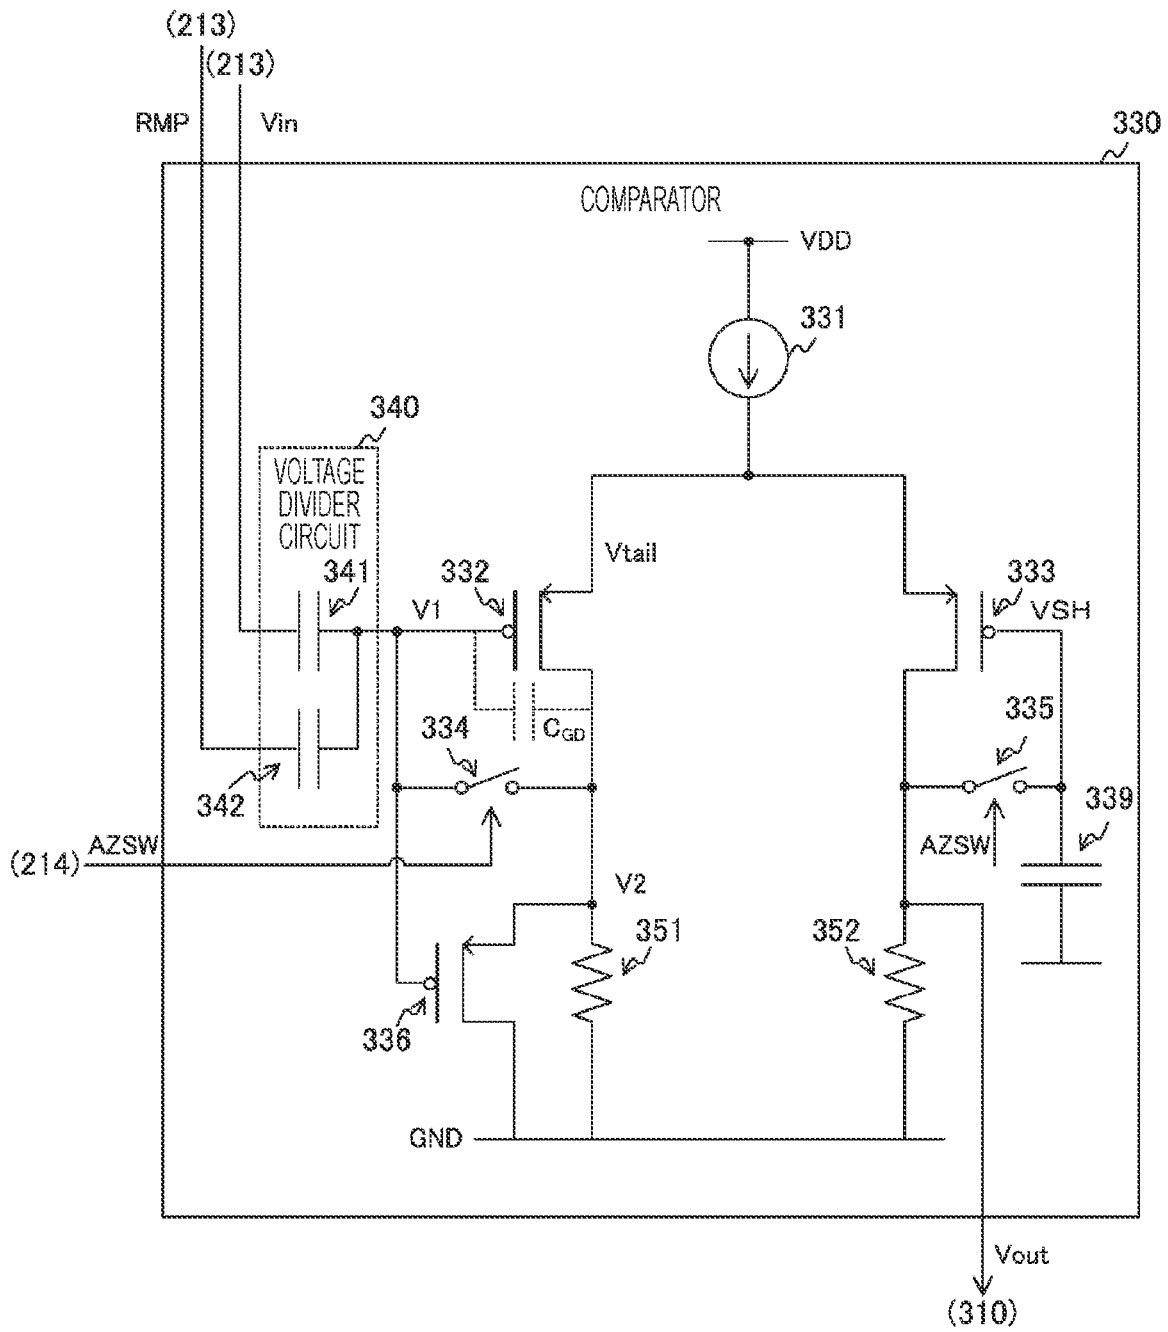 (213)
(213)
RMP
Vin
330
COMPARATOR
VDD
331
340
VOLTAGE
DIVIDER
CIRCUIT
Vtail
341
332
333
V1
VSH
C_GD
334
335
342
339
AZSW
AZSW
(214)
V2
351
352
336
GND
Vout
(310)